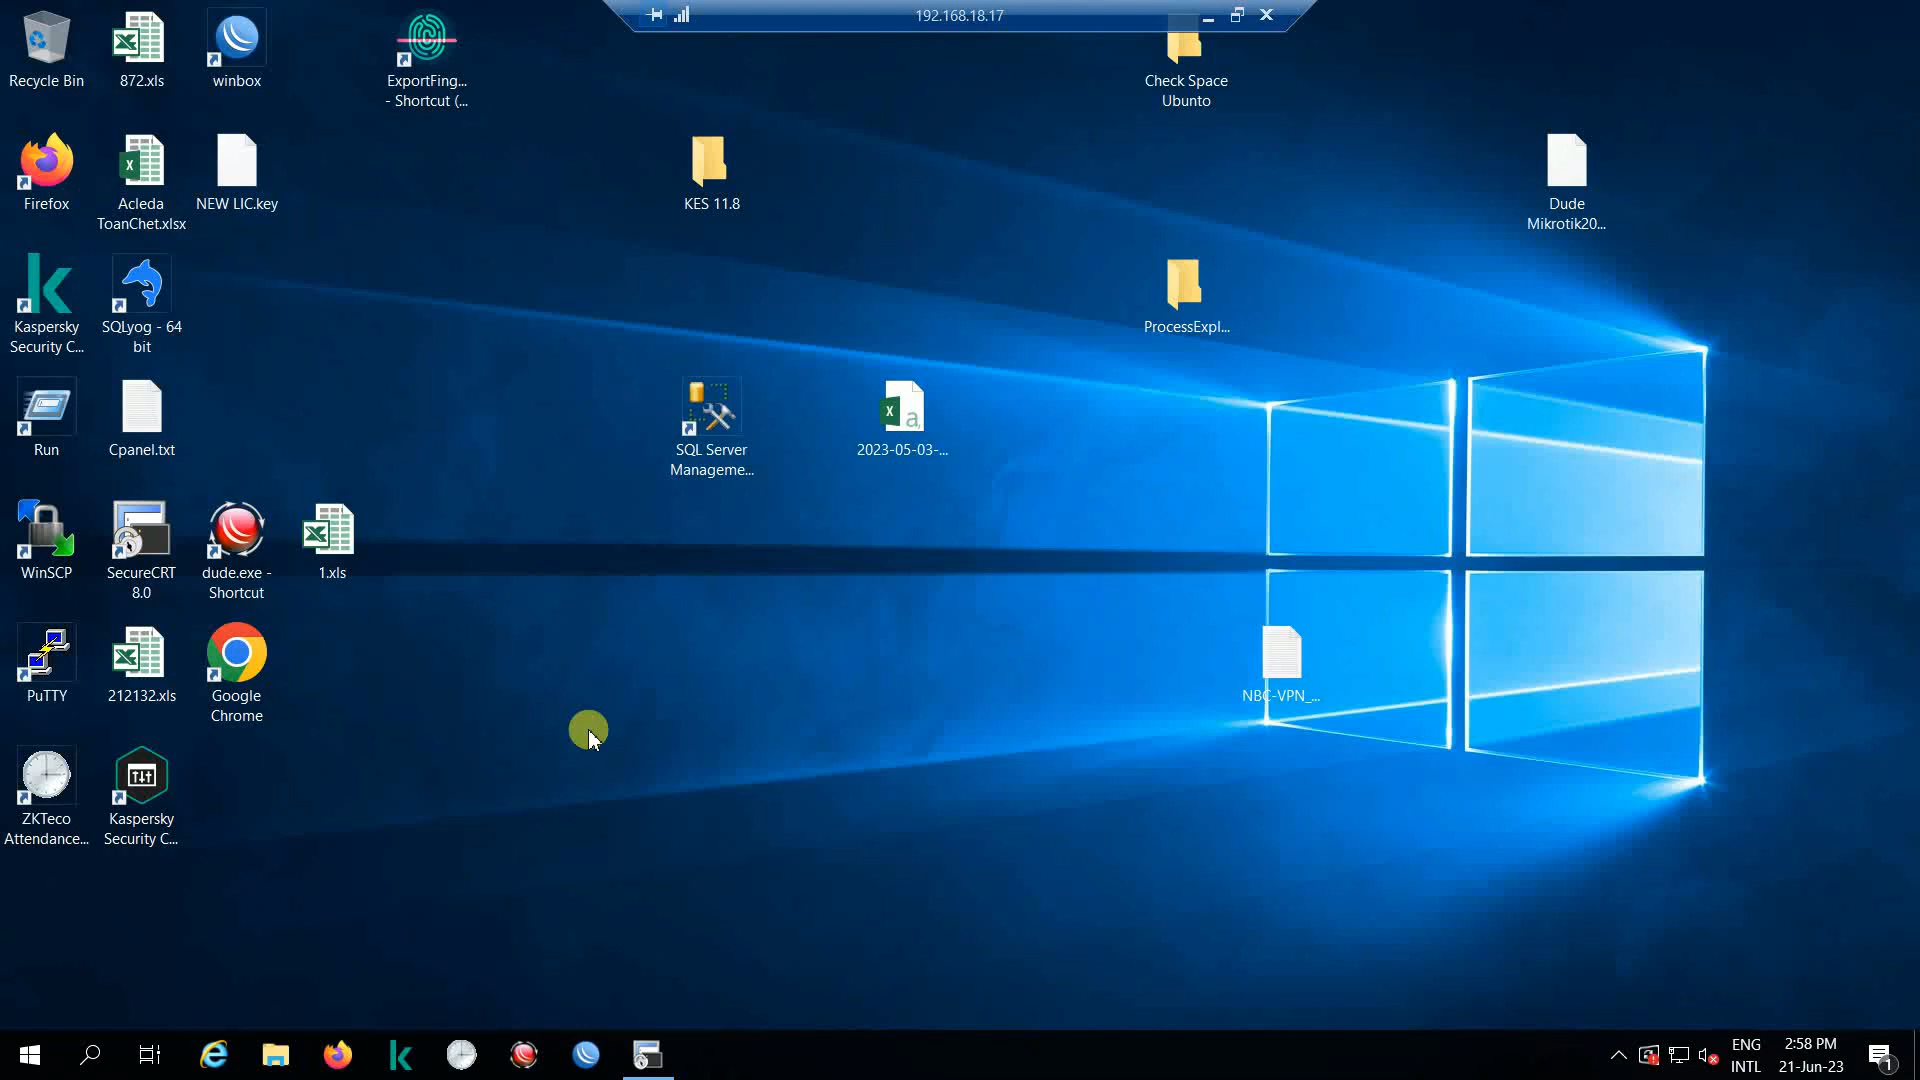 192.168.18.17
Recycle Bin
872.xls
winbox
ExportFing...
- Shortcut (...
Check Space
Ubunto
Firefox
Acleda
ToanChet.xlsx
NEW LIC.key
KES 11.8
Dude
Mikrotik20...
Kaspersky
Security C...
SQLyog - 64
bit
ProcessExpl...
Run
Cpanel.txt
SQL Server
Manageme...
2023-05-03-...
WinSCP
SecureCRT
8.0
dude.exe -
Shortcut
1.xls
PuTTY
212132.xls
Google
Chrome
NBC-VPN_...
ZKTeco
Attendance...
Kaspersky
Security C...
ENG
INTL
2:58 PM
21-Jun-23
1